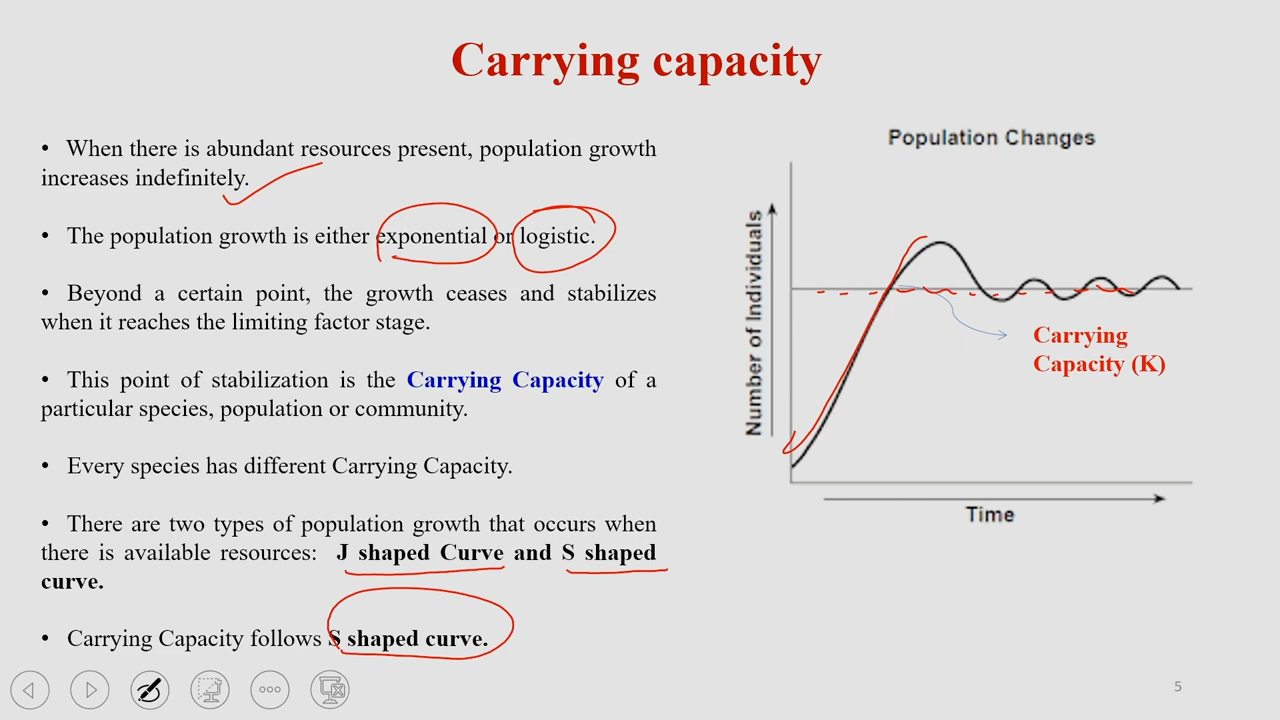 Carrying capacity
• When there is abundant resources present, population growth
increases indefinitely.
• The population growth is either exponential or logistic.
• Beyond a certain point, the growth ceases and stabilizes
when it reaches the limiting factor stage.
• This point of stabilization is the Carrying Capacity of a
particular species, population or community.
• Every species has different Carrying Capacity.
• There are two types of population growth that occurs when
there is available resources: J shaped Curve and S shaped
curve.
• Carrying Capacity follows S shaped curve.
Population Changes
Number of Individuals
Carrying
Capacity (K)
Time
5